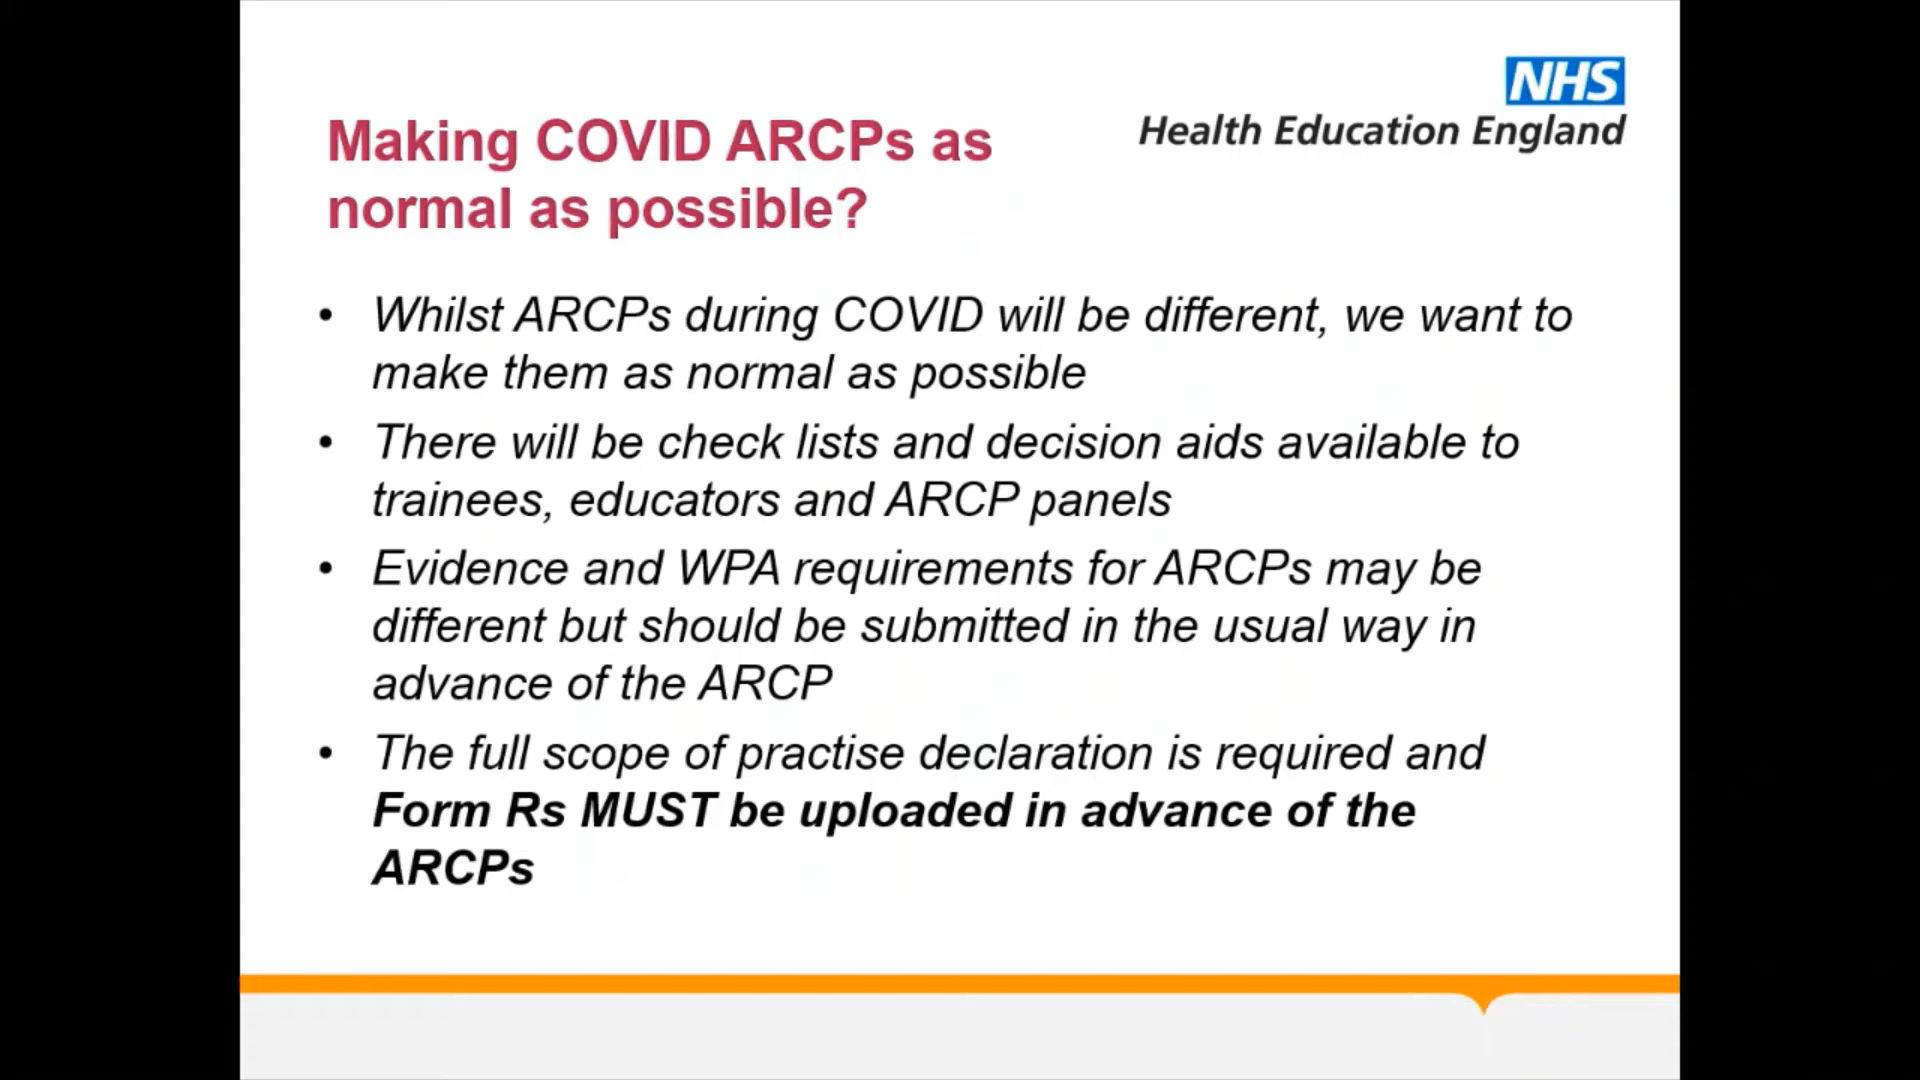 NHS
Health Education England
Making COVID ARCPs as
normal as possible?
• Whilst ARCPs during COVID will be different, we want to
make them as normal as possible
• There will be check lists and decision aids available to
trainees, educators and ARCP panels
• Evidence and WPA requirements for ARCPs may be
different but should be submitted in the usual way in
advance of the ARCP
• The full scope of practise declaration is required and
Form Rs MUST be uploaded in advance of the
ARCPs